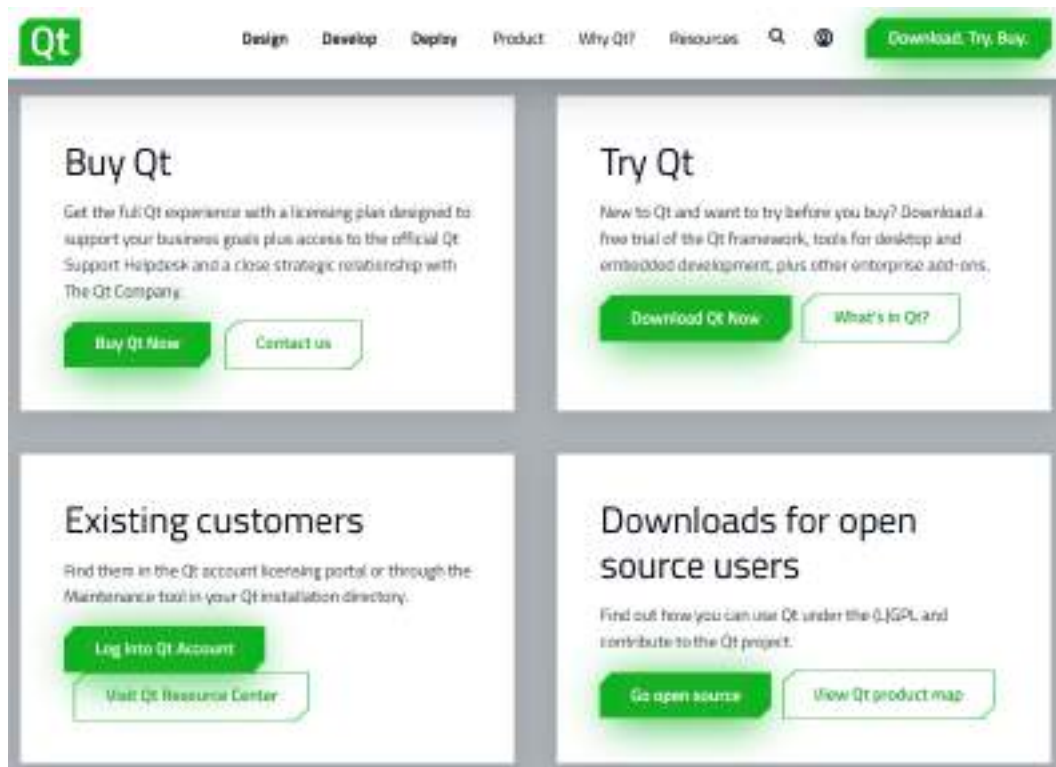 Qt
Design Develop Deploy Product Why Qt? Resources Download. Try. Buy.
Buy Qt
Get the full Qt experience with a licensing plan designed to
support your business goals plus access to the official Qt
Support Helpdesk and a close strategic relationship with
The Qt Company.
Buy Qt Now Contact us
Try Qt
New to Qt and want to try before you buy? Download a
free trial of the Qt framework, tools for desktop and
embedded development, plus other enterprise add-ons.
Download Qt Now What's in Qt?
Existing customers
Find them in the Qt account licensing portal or through the
Maintenance tool in your Qt installation directory.
Log into Qt Account
Visit Qt Resource Center
Downloads for open
source users
Find out how you can use Qt under the (L)GPL and
contribute to the Qt project.
Go open source View Qt product map